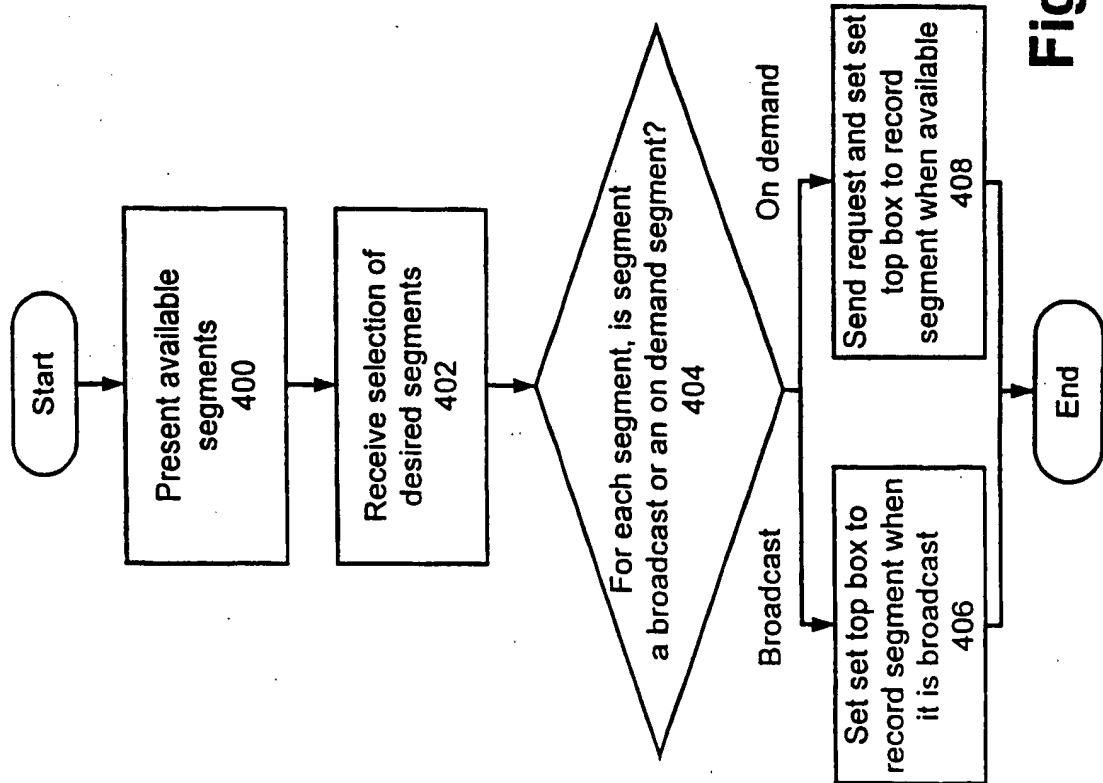 Start
Present available
segments
400
Receive selection of
desired segments
402
For each segment, is segment
a broadcast or an on demand segment?
404
Broadcast
On demand
Set set top box to
record segment when
it is broadcast
406
Send request and set set
top box to record
segment when available
408
End
Fig